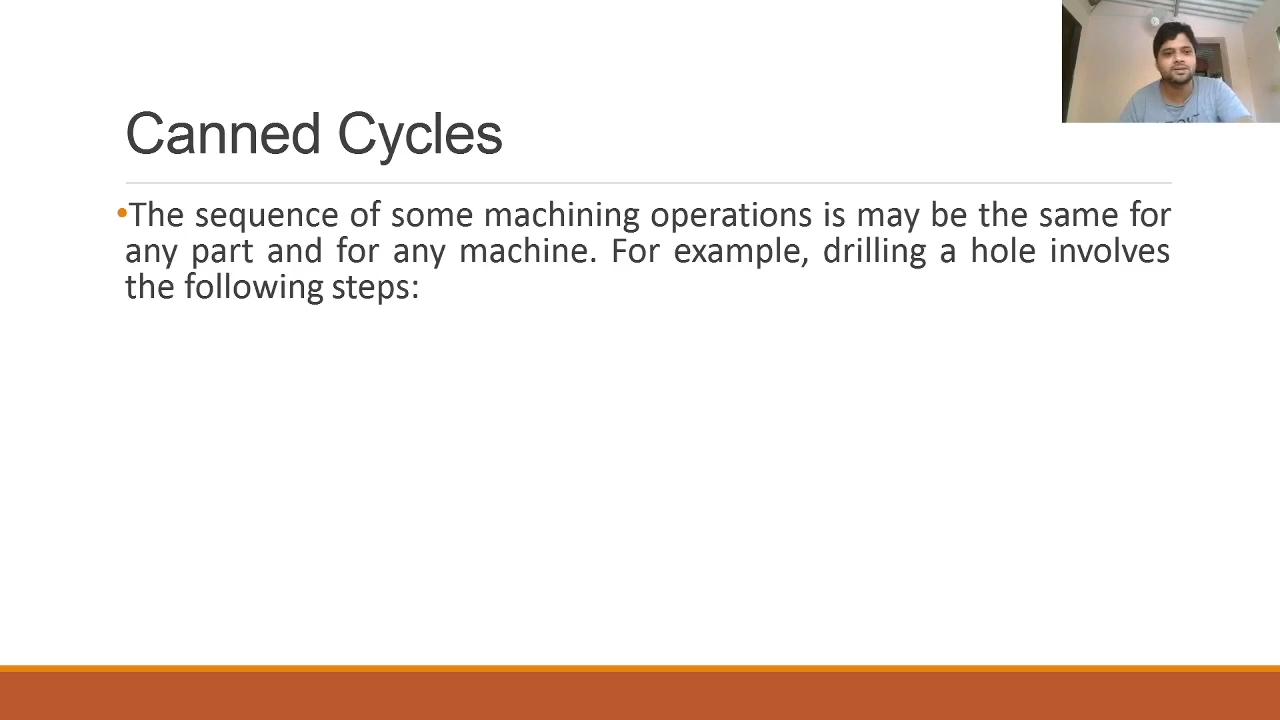 Canned Cycles
•The sequence of some machining operations is may be the same for
any part and for any machine. For example, drilling a hole involves
the following steps: